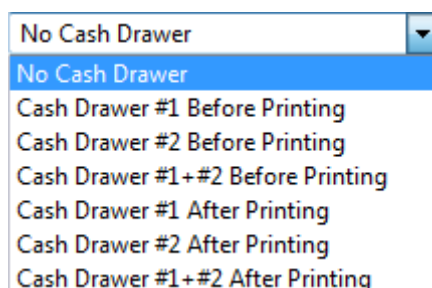 No Cash Drawer
No Cash Drawer
Cash Drawer #1 Before Printing
Cash Drawer #2 Before Printing
Cash Drawer #1+#2 Before Printing
Cash Drawer #1 After Printing
Cash Drawer #2 After Printing
Cash Drawer #1+#2 After Printing